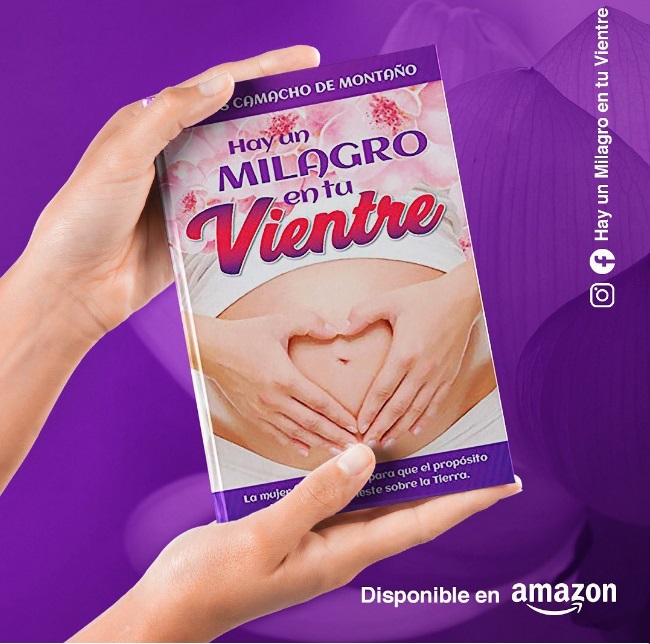 CAMACHO DE MONTAÑO
Hay un
MILAGRO
en tu
Vientre
para que el propósito
La mujer
sobre la Tierra.
Hay un Milagro en tu Vientre
Disponible en amazon